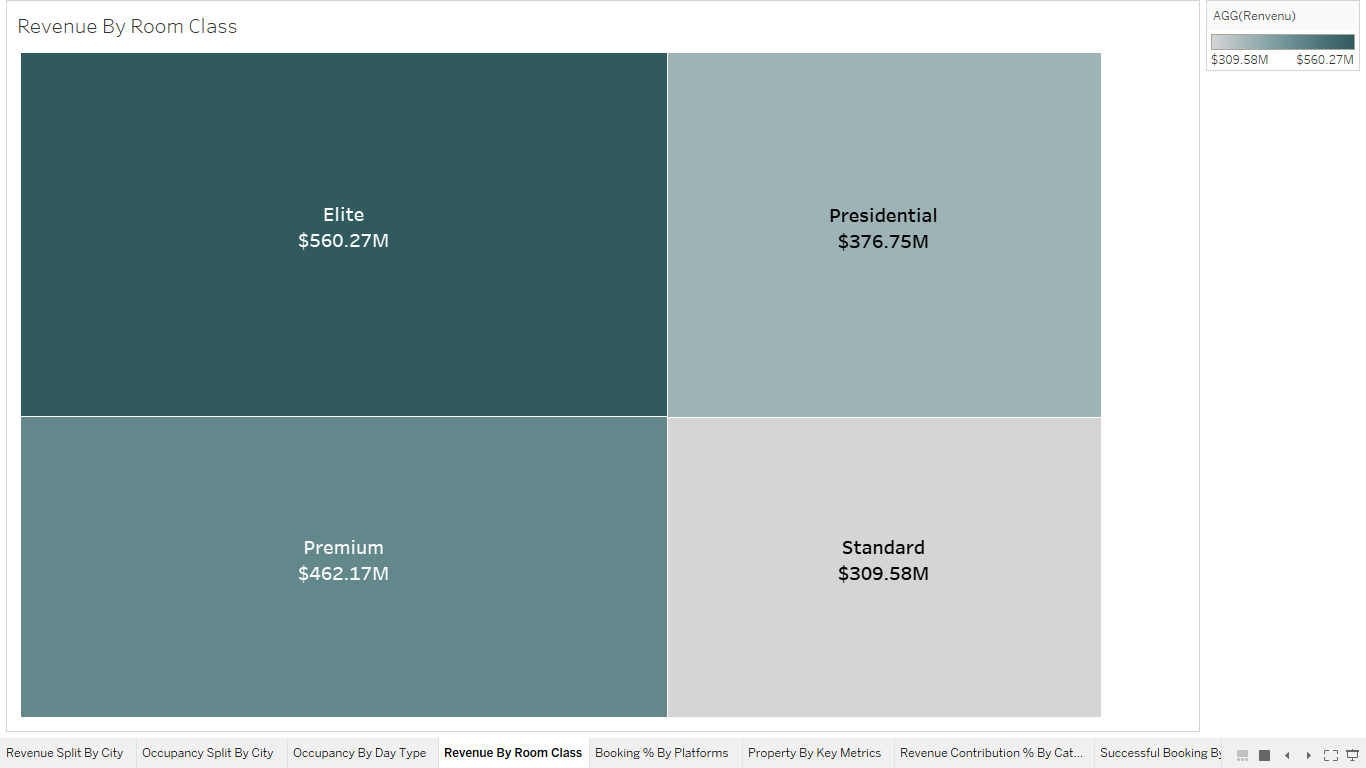 Revenue By Room Class
AGG(Renvenu)
$309.58M $560.27M
Elite
$560.27M
Presidential
$376.75M
Premium
$462.17M
Standard
$309.58M
Revenue Split By City
Occupancy Split By City
Occupancy By Day Type
Revenue By Room Class
Booking % By Platforms
Property By Key Metrics
Revenue Contribution % By Cat...
Successful Booking By